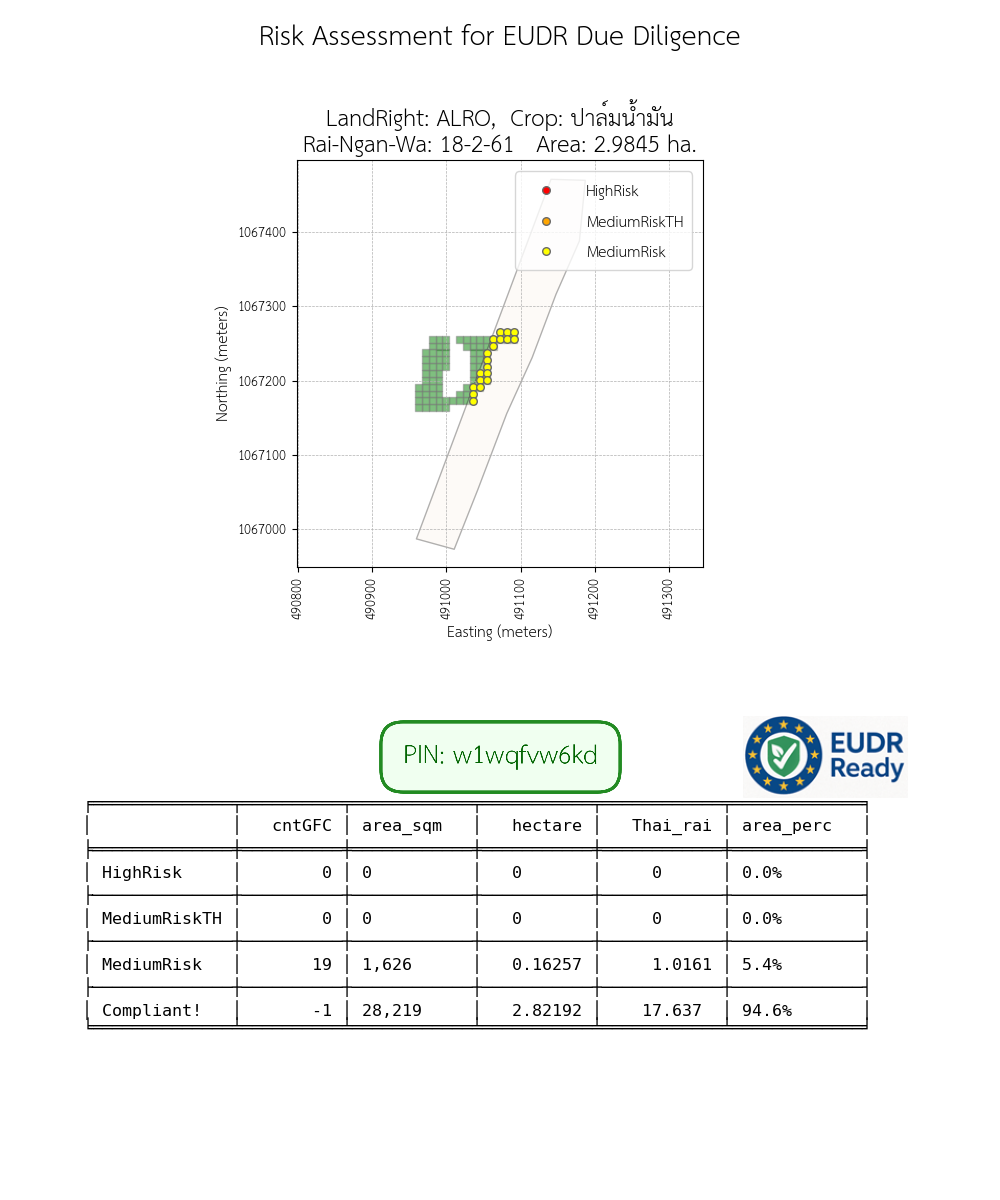 Risk Assessment for EUDR Due Diligence
LandRight: ALRO, Crop: ปาล์มน้ำมัน
Rai-Ngan-Wa: 18-2-61 Area: 2.9845 ha.
HighRisk
MediumRiskTH
MediumRisk
1067400
1067300
1067200
1067100
1067000
Northing (meters)
490800 490900 491000 491100 491200 491300
Easting (meters)
PIN: w1wqfvw6kd
EUDR
Ready
cntGFC area_sqm hectare Thai_rai area_perc
HighRisk 0 0 0 0 0.0%
MediumRiskTH 0 0 0 0 0.0%
MediumRisk 19 1,626 0.16257 1.0161 5.4%
Compliant! -1 28,219 2.82192 17.637 94.6%